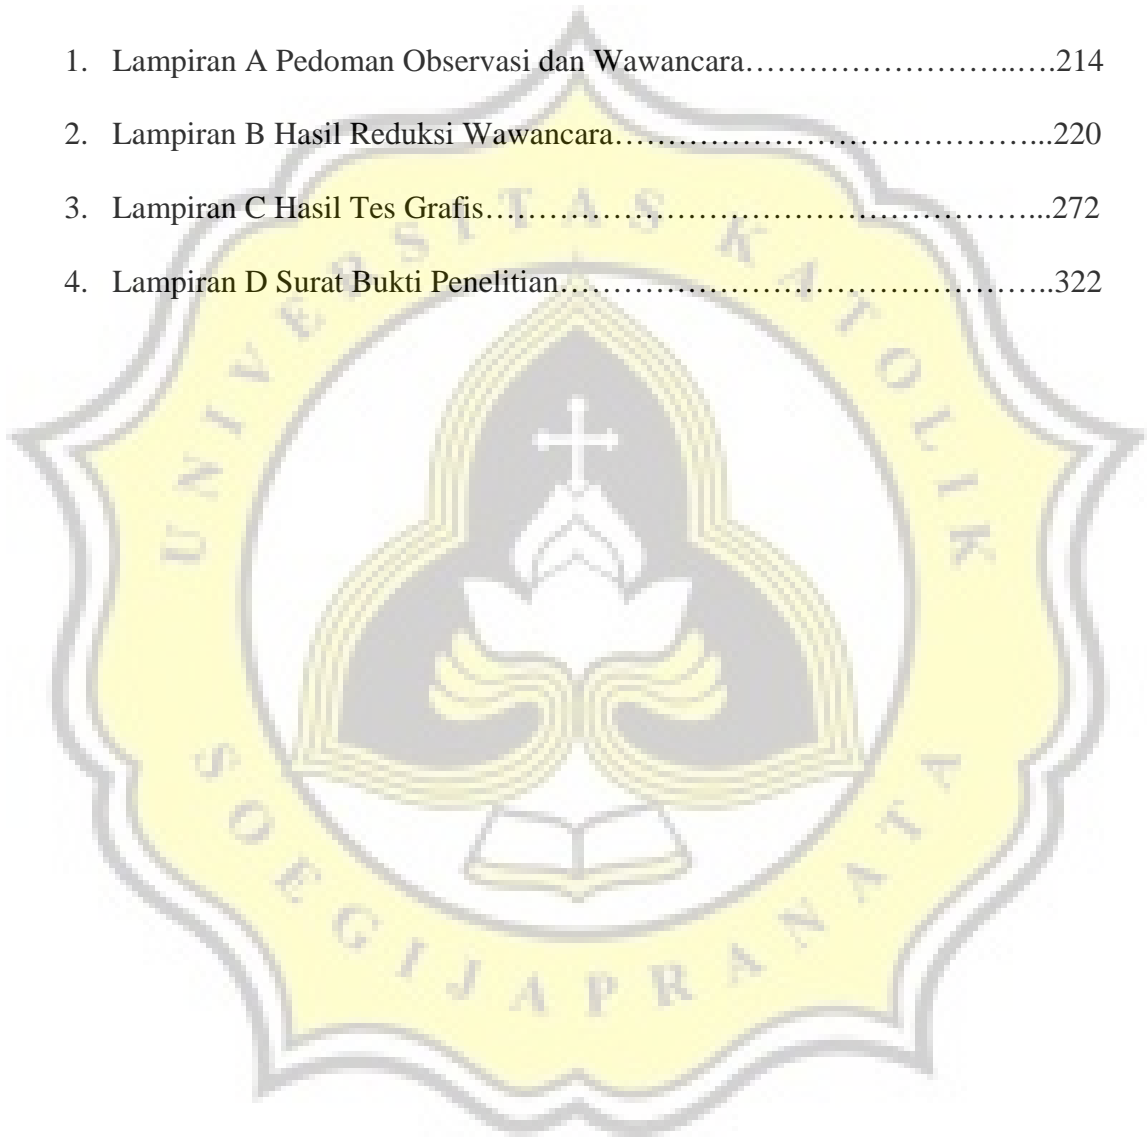 1. Lampiran A Pedoman Observasi dan Wawancara……………………..….214
2. Lampiran B Hasil Reduksi Wawancara….………………………………...220
3. Lampiran C Hasil Tes Grafis……………………………………………...272
4. Lampiran D Surat Bukti Penelitian………………………………………..322
UNIVERSITAS KATOLIK
SOEGIJAPRANATA